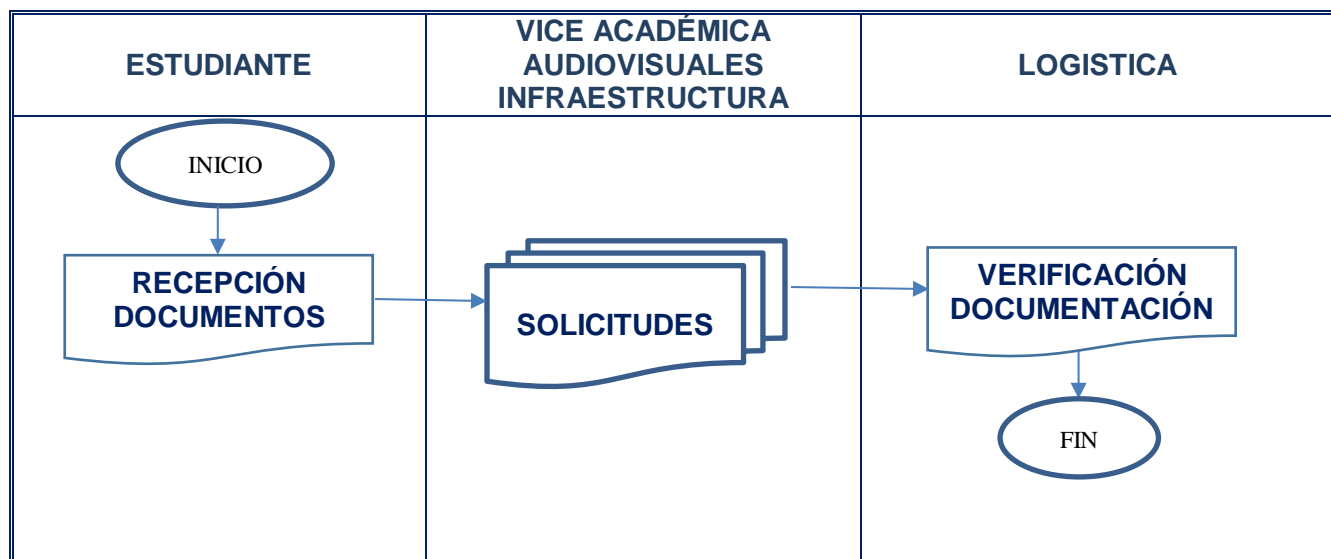 ESTUDIANTE
VICE ACADÉMICA
AUDIOVISUALES
INFRAESTRUCTURA
LOGISTICA
INICIO
RECEPCIÓN
DOCUMENTOS
SOLICITUDES
VERIFICACIÓN
DOCUMENTACIÓN
FIN